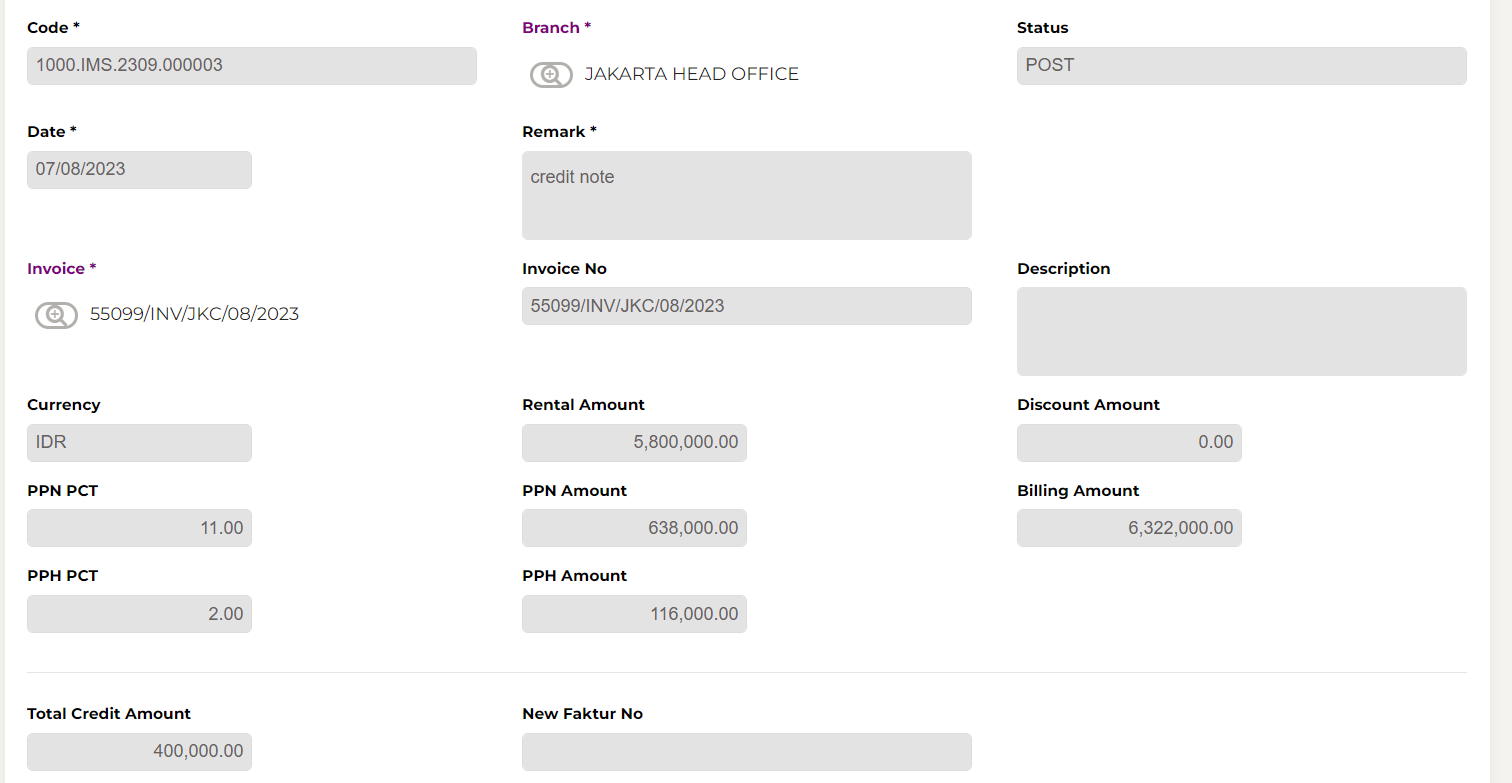 Code *
Branch *
Status
1000.IMS.2309.000003
JAKARTA HEAD OFFICE
POST
Date *
Remark *
07/08/2023
credit note
Invoice *
Invoice No
Description
55099/INV/JKC/08/2023
55099/INV/JKC/08/2023
Currency
Rental Amount
Discount Amount
IDR
5,800,000.00
0.00
PPN PCT
PPN Amount
Billing Amount
11.00
638,000.00
6,322,000.00
PPH PCT
PPH Amount
2.00
116,000.00
Total Credit Amount
New Faktur No
400,000.00